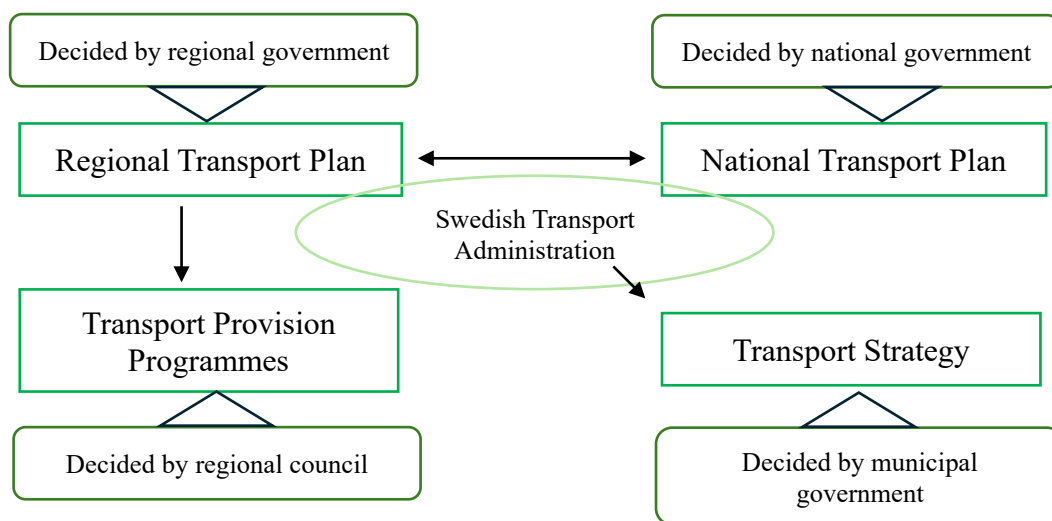 Decided by regional government
Decided by national government
Regional Transport Plan
National Transport Plan
Swedish Transport
Administration
Transport Provision
Programmes
Transport Strategy
Decided by regional council
Decided by municipal
government